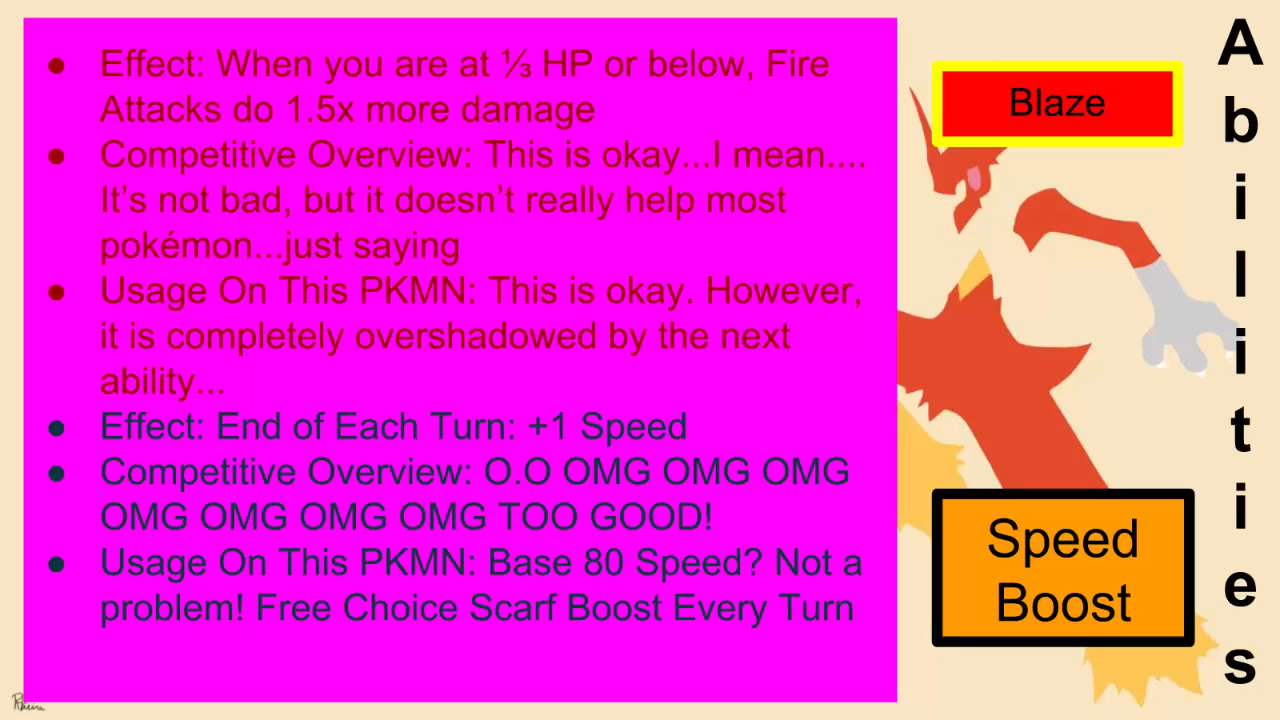 ● Effect: When you are at ⅓ HP or below, Fire
Attacks do 1.5x more damage
● Competitive Overview: This is okay...I mean....
It’s not bad, but it doesn’t really help most
pokémon...just saying
● Usage On This PKMN: This is okay. However,
it is completely overshadowed by the next
ability...
● Effect: End of Each Turn: +1 Speed
● Competitive Overview: O.O OMG OMG OMG
OMG OMG OMG OMG TOO GOOD!
● Usage On This PKMN: Base 80 Speed? Not a
problem! Free Choice Scarf Boost Every Turn
Blaze
Speed
Boost
Abilities